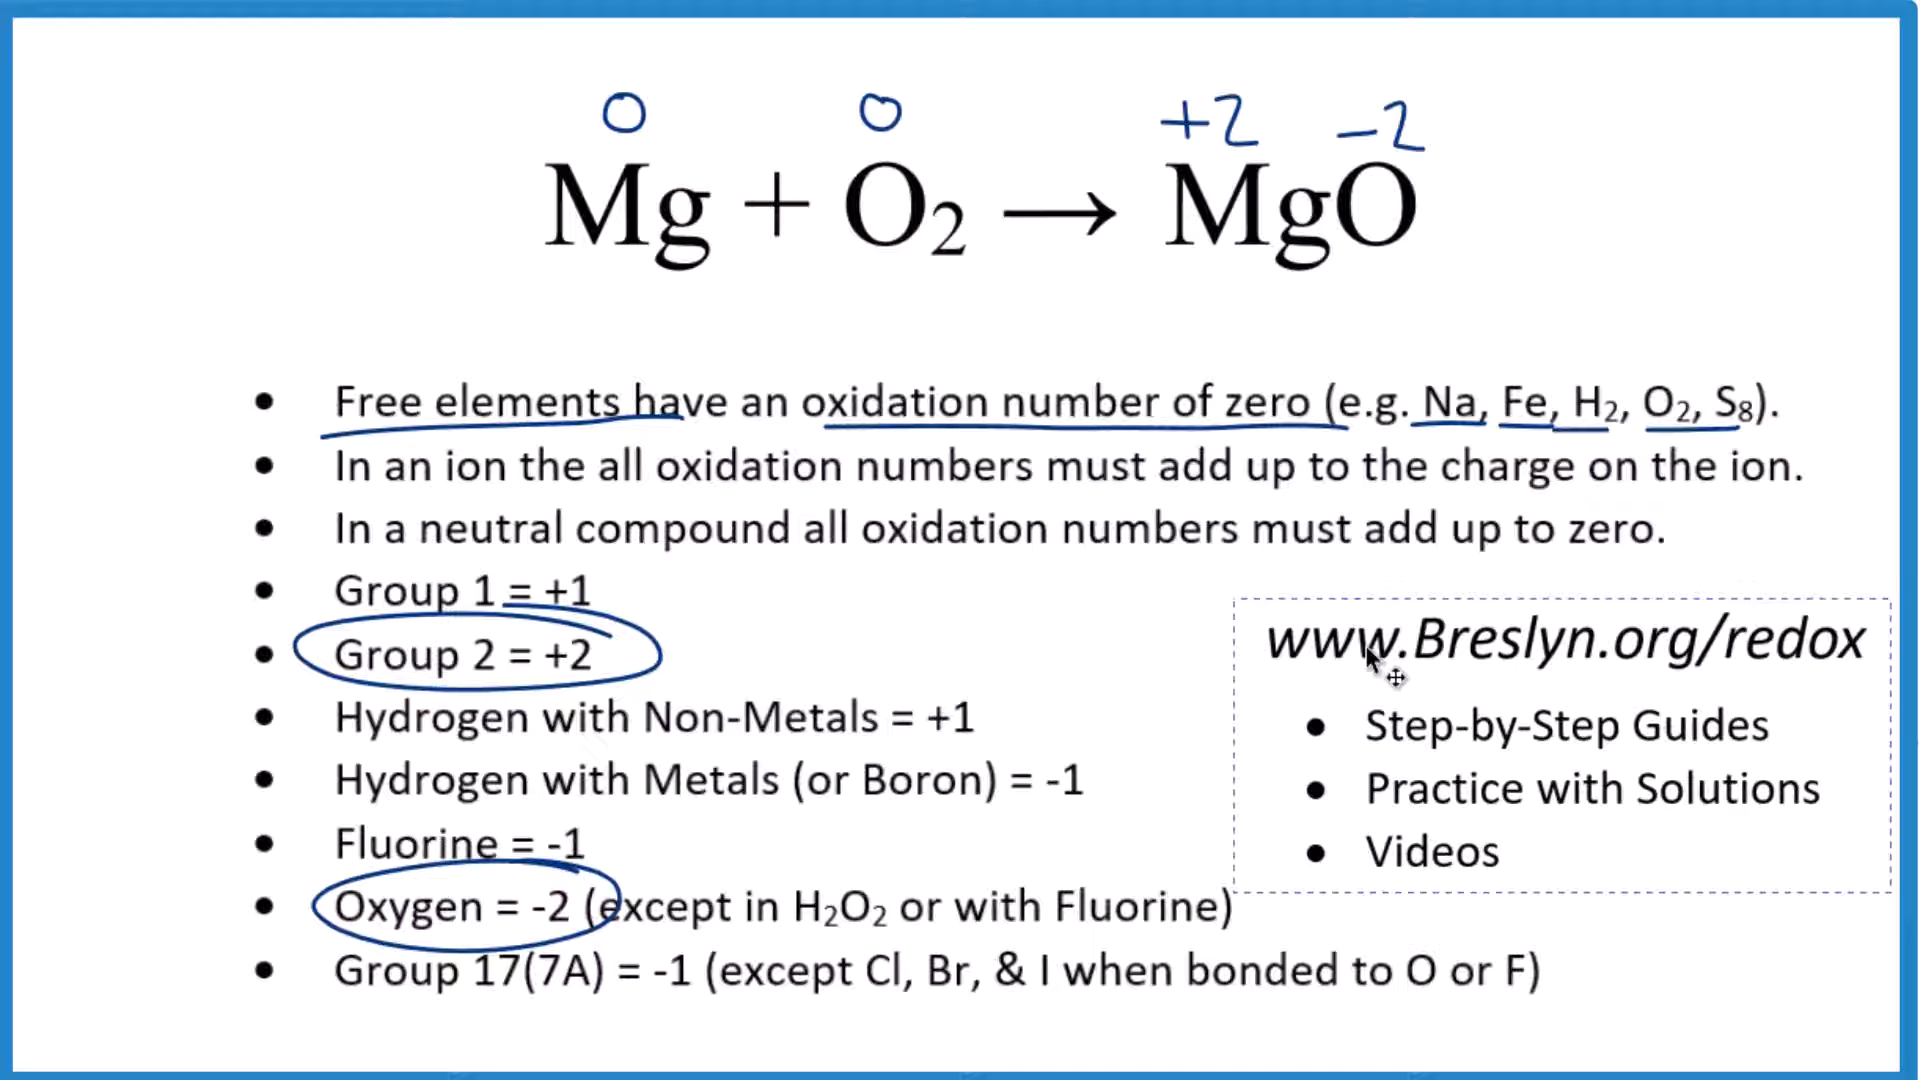 0 0 +2 -2
Mg + O₂ → MgO
• Free elements have an oxidation number of zero (e.g. Na, Fe, H₂, O₂, S₈).
• In an ion the all oxidation numbers must add up to the charge on the ion.
• In a neutral compound all oxidation numbers must add up to zero.
• Group 1 = +1
• Group 2 = +2
• Hydrogen with Non-Metals = +1
• Hydrogen with Metals (or Boron) = -1
• Fluorine = -1
• Oxygen = -2 (except in H₂O₂ or with Fluorine)
• Group 17(7A) = -1 (except Cl, Br, & I when bonded to O or F)
www.Breslyn.org/redox
• Step-by-Step Guides
• Practice with Solutions
• Videos